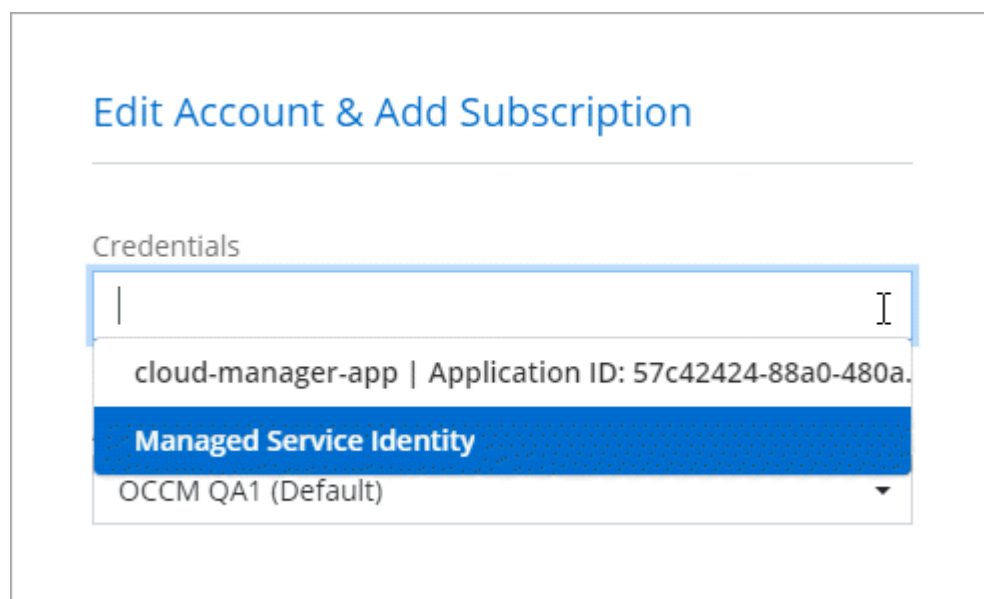 Edit Account & Add Subscription
Credentials
cloud-manager-app | Application ID: 57c42424-88a0-480a.
Managed Service Identity
OCCM QA1 (Default)